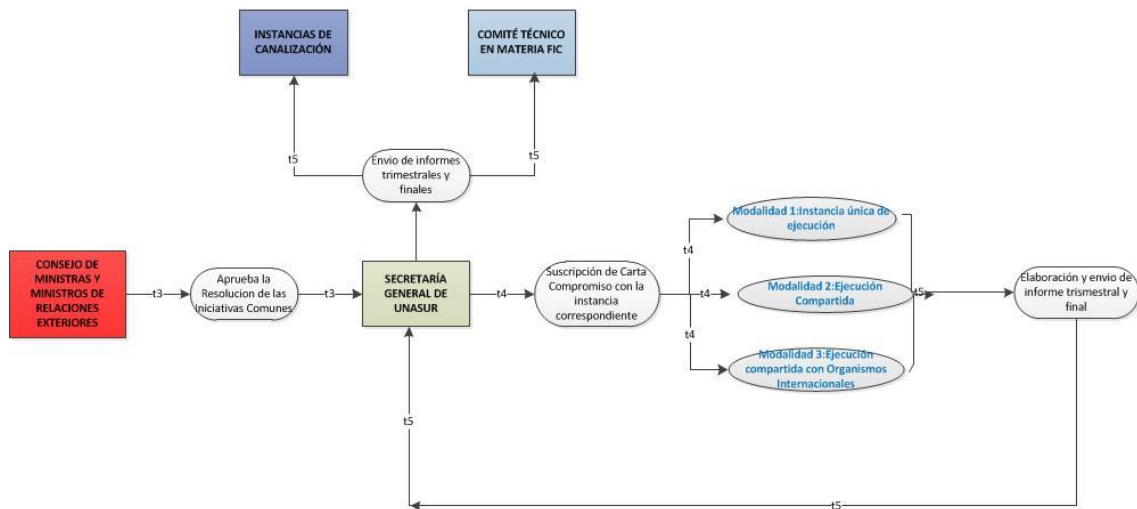 INSTANCIAS DE
CANALIZACIÓN
COMITÉ TÉCNICO
EN MATERIA FIC
t5
Envio de informes
trimestrales y
finales
t5
CONSEJO DE
MINISTRAS Y
MINISTROS DE
RELACIONES
EXTERIORES
t3
Aprueba la
Resolucion de las
Iniciativas Comunes
t3
SECRETARÍA
GENERAL DE
UNASUR
t4
Suscripción de Carta
Compromiso con la
instancia
correspondiente
t4
t4
t4
Modalidad 1:Instancia única de
ejecución
Modalidad 2:Ejecución
Compartida
Modalidad 3:Ejecución
compartida con Organismos
Internacionales
t5
Elaboración y envio de
informe trismestral y
final
t5
t5